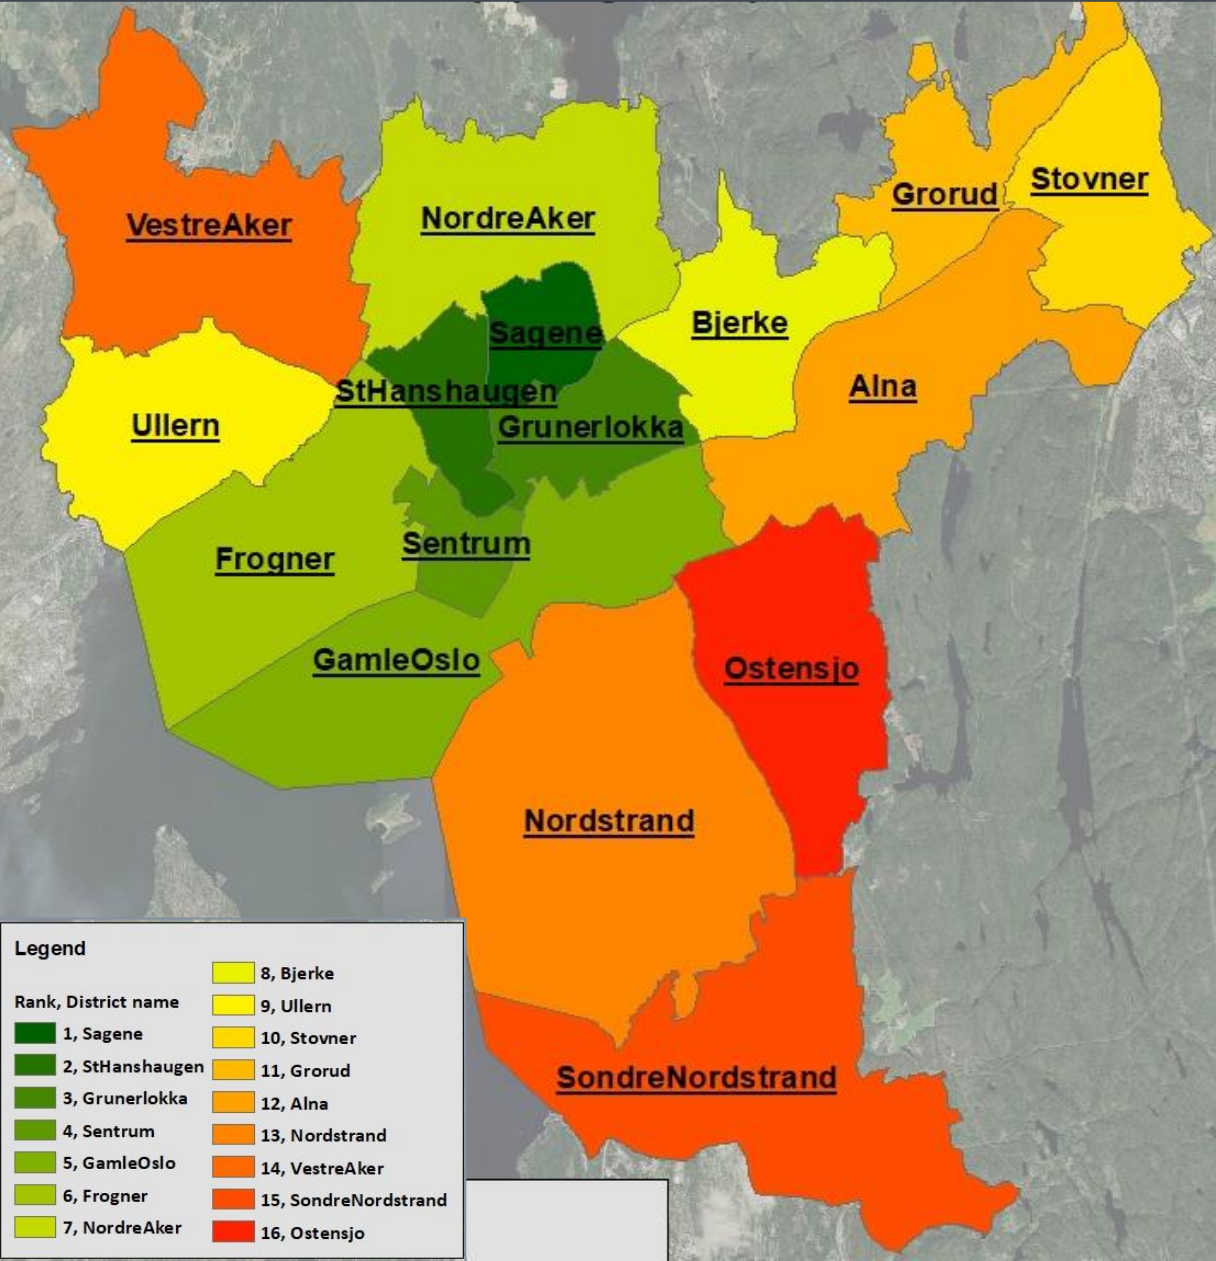 Grorud
Stovner
VestreAker
NordreAker
Bjerke
Sagene
StHanshaugen
Alna
Ullern
Grunerlokka
Sentrum
Frogner
GamleOslo
Ostensjo
Nordstrand
SondreNordstrand
Legend
Rank, District name
1, Sagene
2, StHanshaugen
3, Grunerlokka
4, Sentrum
5, GamleOslo
6, Frogner
7, NordreAker
8, Bjerke
9, Ullern
10, Stovner
11, Grorud
12, Alna
13, Nordstrand
14, VestreAker
15, SondreNordstrand
16, Ostensjo